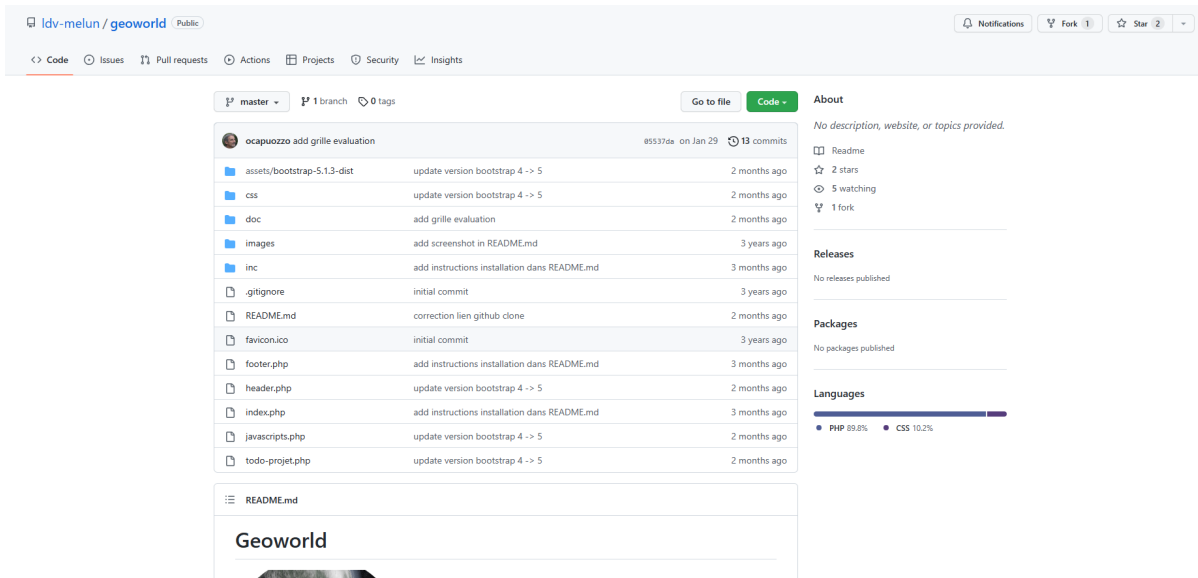 ldv-melun / geoworld Public
Notifications Fork 1 Star 2
<> Code Issues Pull requests Actions Projects Security Insights
master 1 branch 0 tags Go to file Code
ocapuozzo add grille evaluation 05537da on Jan 29 13 commits
assets/bootstrap-5.1.3-dist update version bootstrap 4 -> 5 2 months ago
css update version bootstrap 4 -> 5 2 months ago
doc add grille evaluation 2 months ago
images add screenshot in README.md 3 years ago
inc add instructions installation dans README.md 3 months ago
.gitignore initial commit 3 years ago
README.md correction lien github clone 2 months ago
favicon.ico initial commit 3 years ago
footer.php add instructions installation dans README.md 3 months ago
header.php update version bootstrap 4 -> 5 2 months ago
index.php add instructions installation dans README.md 3 months ago
javascripts.php update version bootstrap 4 -> 5 2 months ago
todo-projet.php update version bootstrap 4 -> 5 2 months ago
README.md
Geoworld
About
No description, website, or topics provided.
Readme
2 stars
5 watching
1 fork
Releases
No releases published
Packages
No packages published
Languages
PHP 89.8% CSS 10.2%